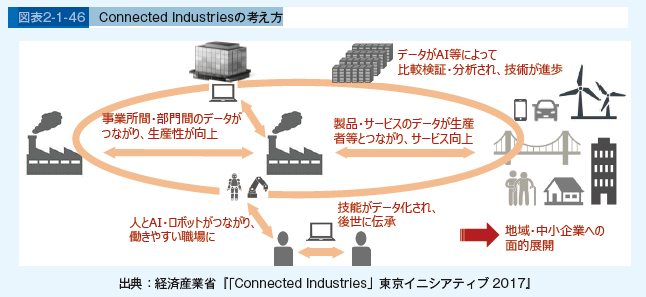 図表2-1-46 Connected Industriesの考え方
データがAI等によって
比較検証・分析され、技術が進歩
事業所間・部門間のデータが
つながり、生産性が向上
製品・サービスのデータが生産
者等とつながり、サービス向上
人とAI・ロボットがつながり、
働きやすい職場に
技能がデータ化され、
後世に伝承
地域・中小企業への
面的展開
出典：経済産業省『「Connected Industries」東京イニシアティブ 2017』